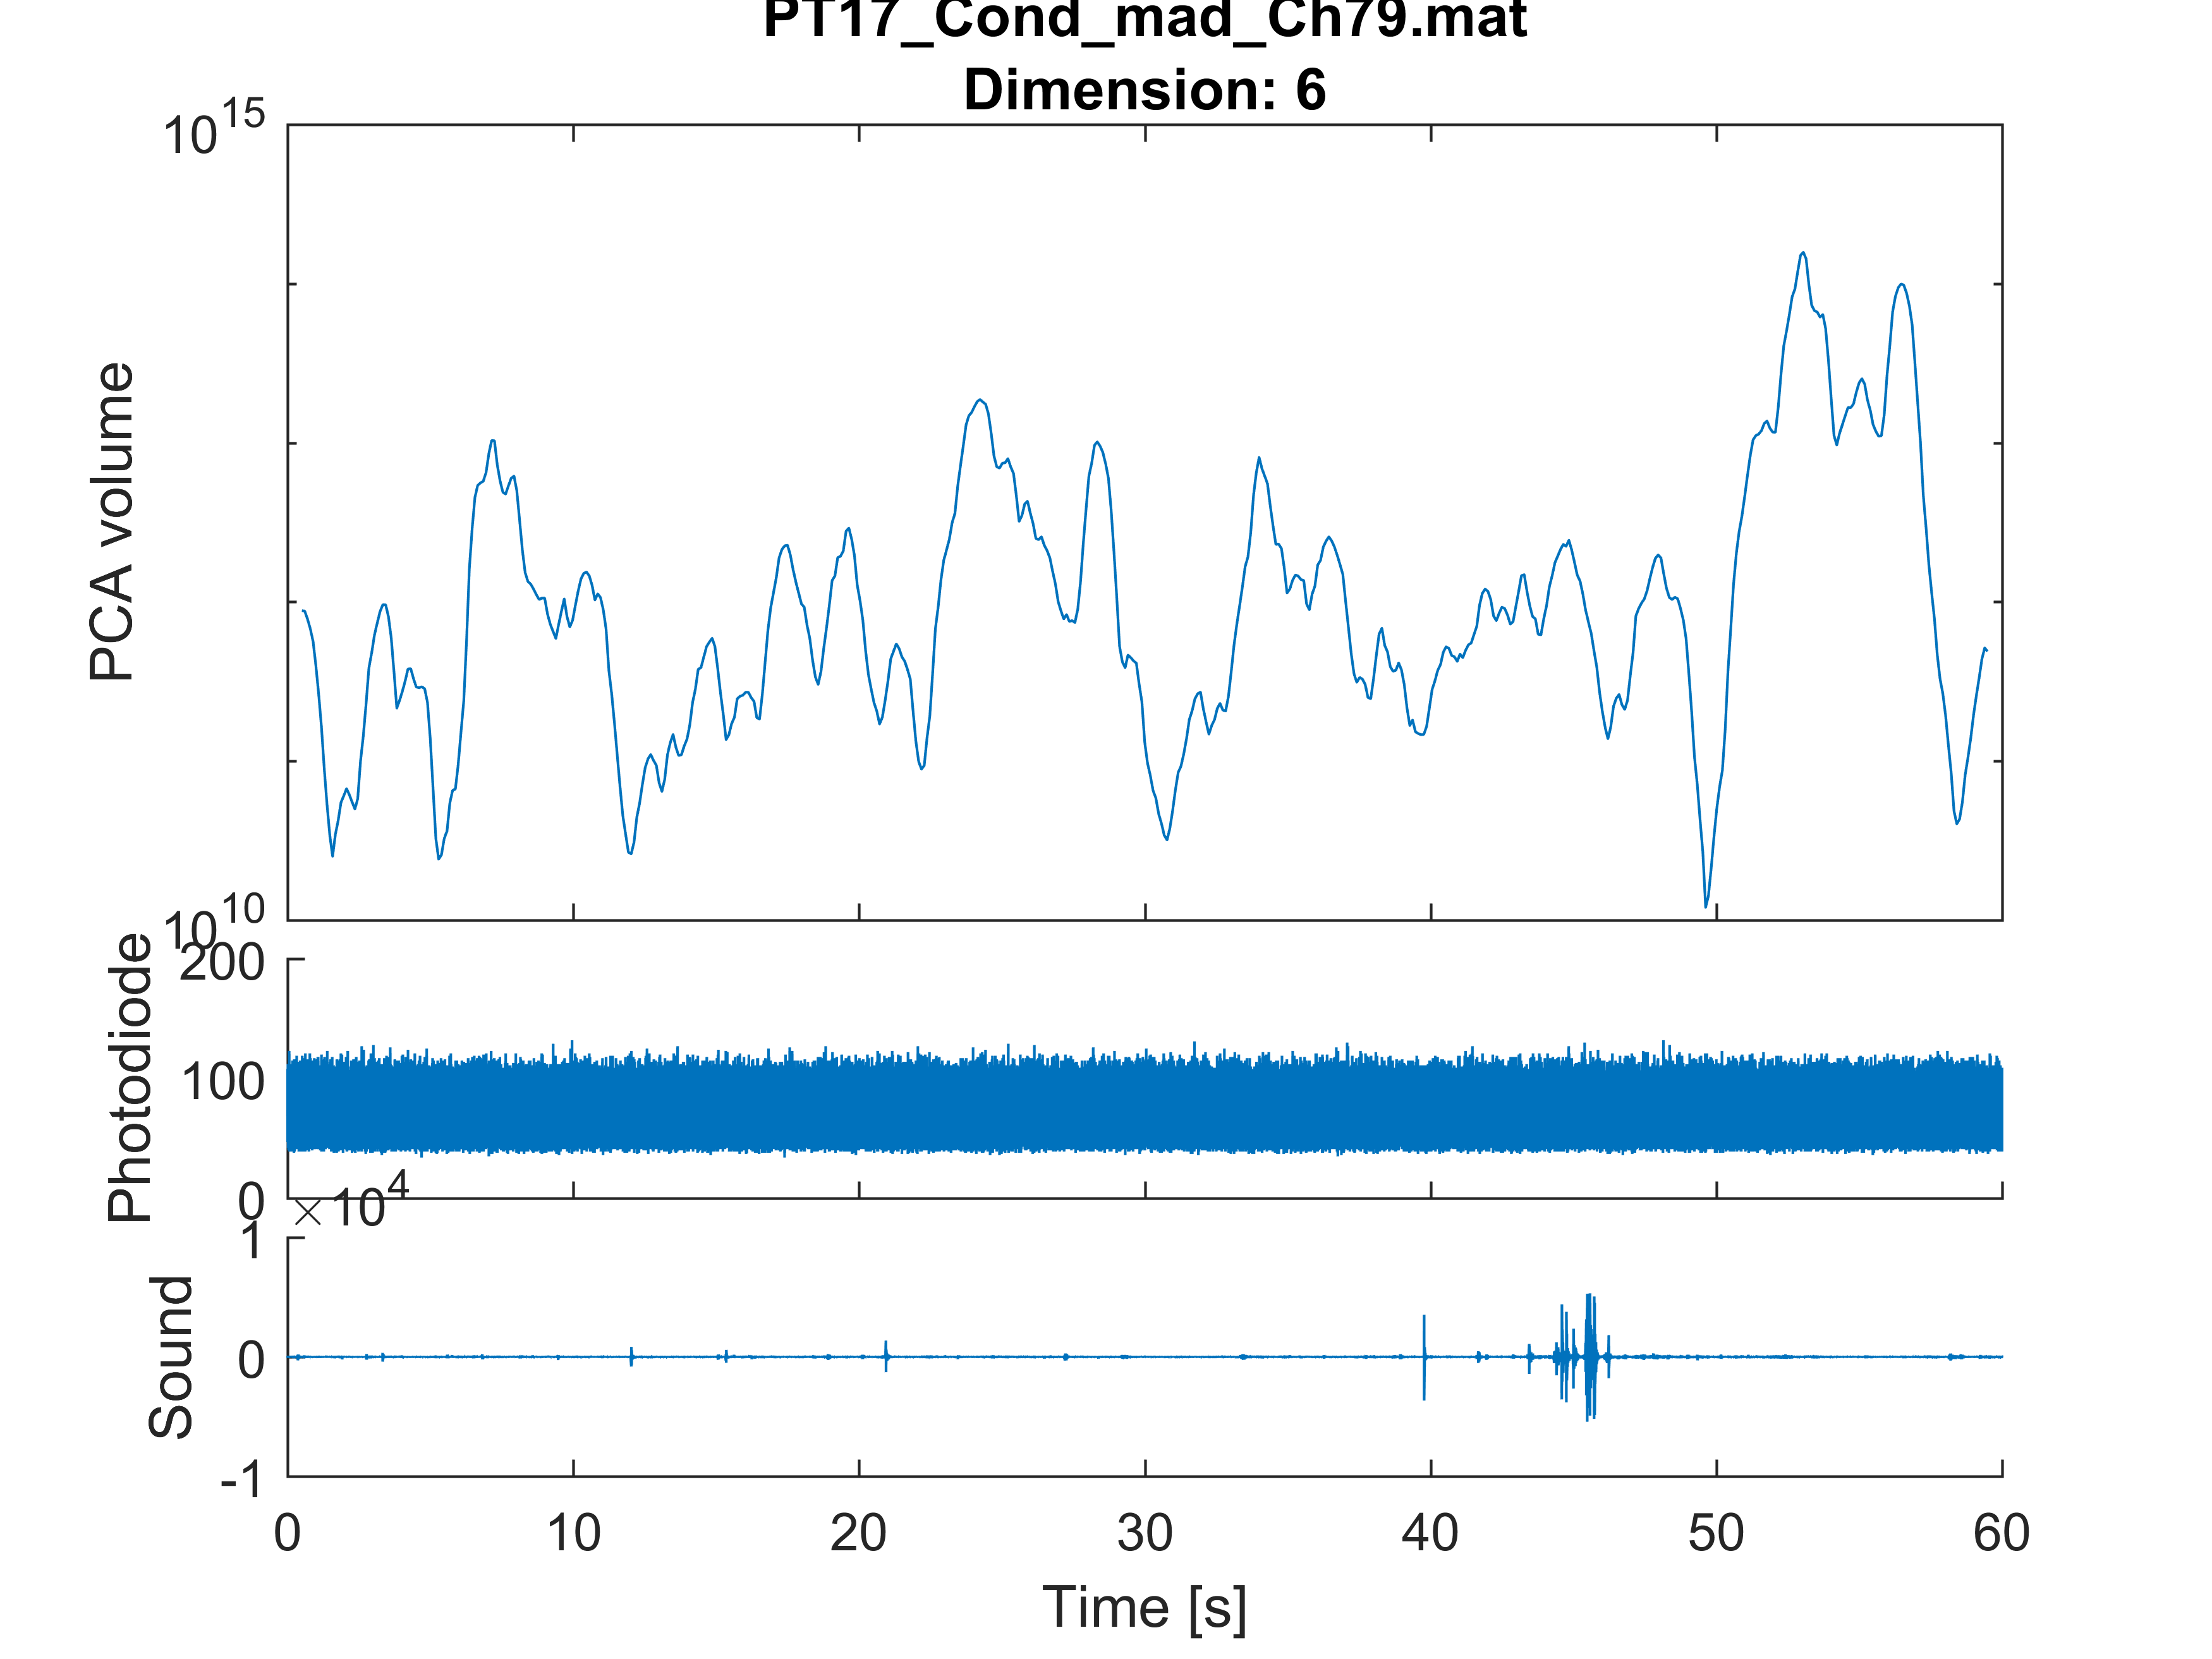 PT17_Cond_mad_Ch79.mat
Dimension: 6
10^15
PCA volume
10^10
200
Photodiode
100
0
×10^4
1
Sound
0
-1
0 10 20 30 40 50 60
Time [s]